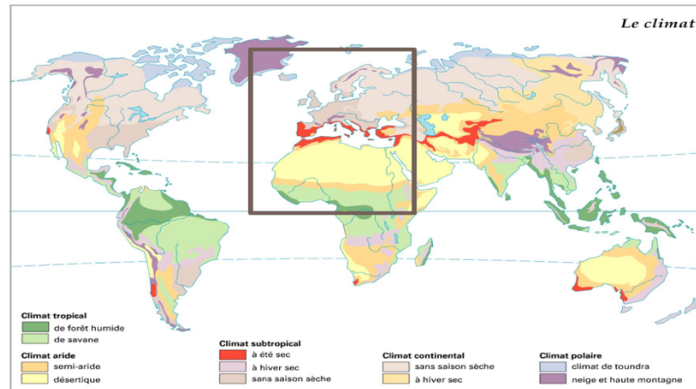 Le climat
Climat tropical
de forêt humide
de savane
Climat aride
semi-aride
désertique
Climat subtropical
à été sec
à hiver sec
sans saison sèche
Climat continental
sans saison sèche
à hiver sec
Climat polaire
climat de toundra
neige et haute montagne